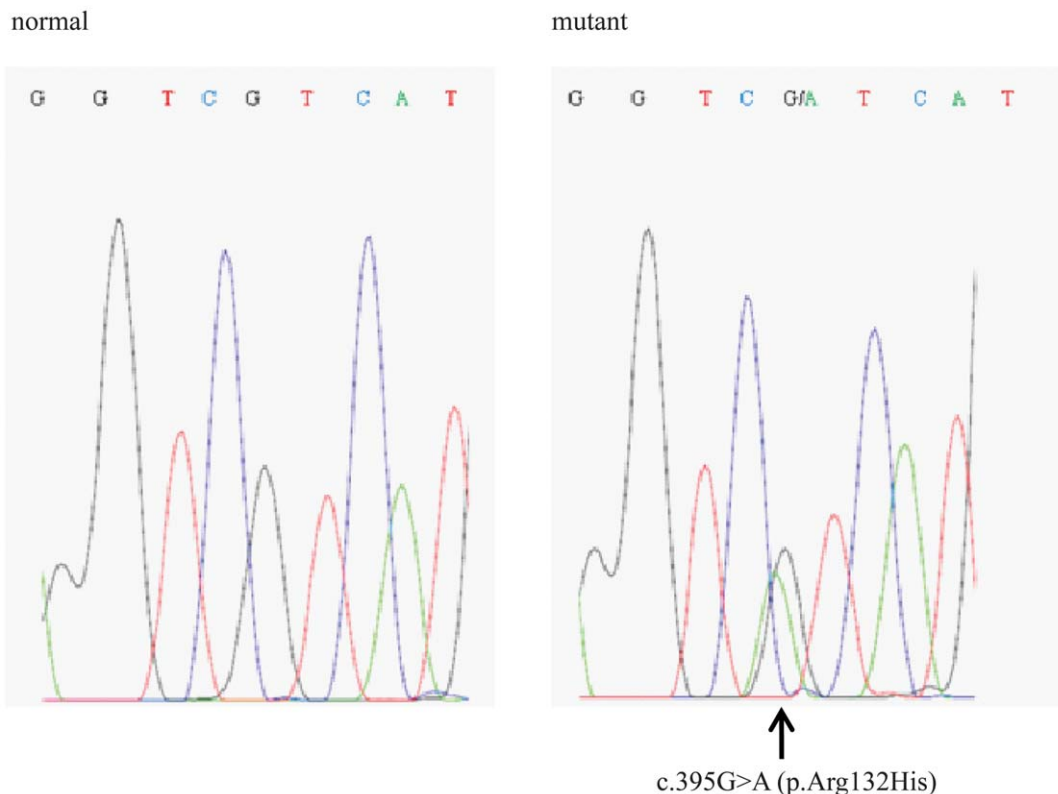 normal
mutant
G G T C G T C A T
G G T C G/A T C A T
c.395G>A (p.Arg132His)